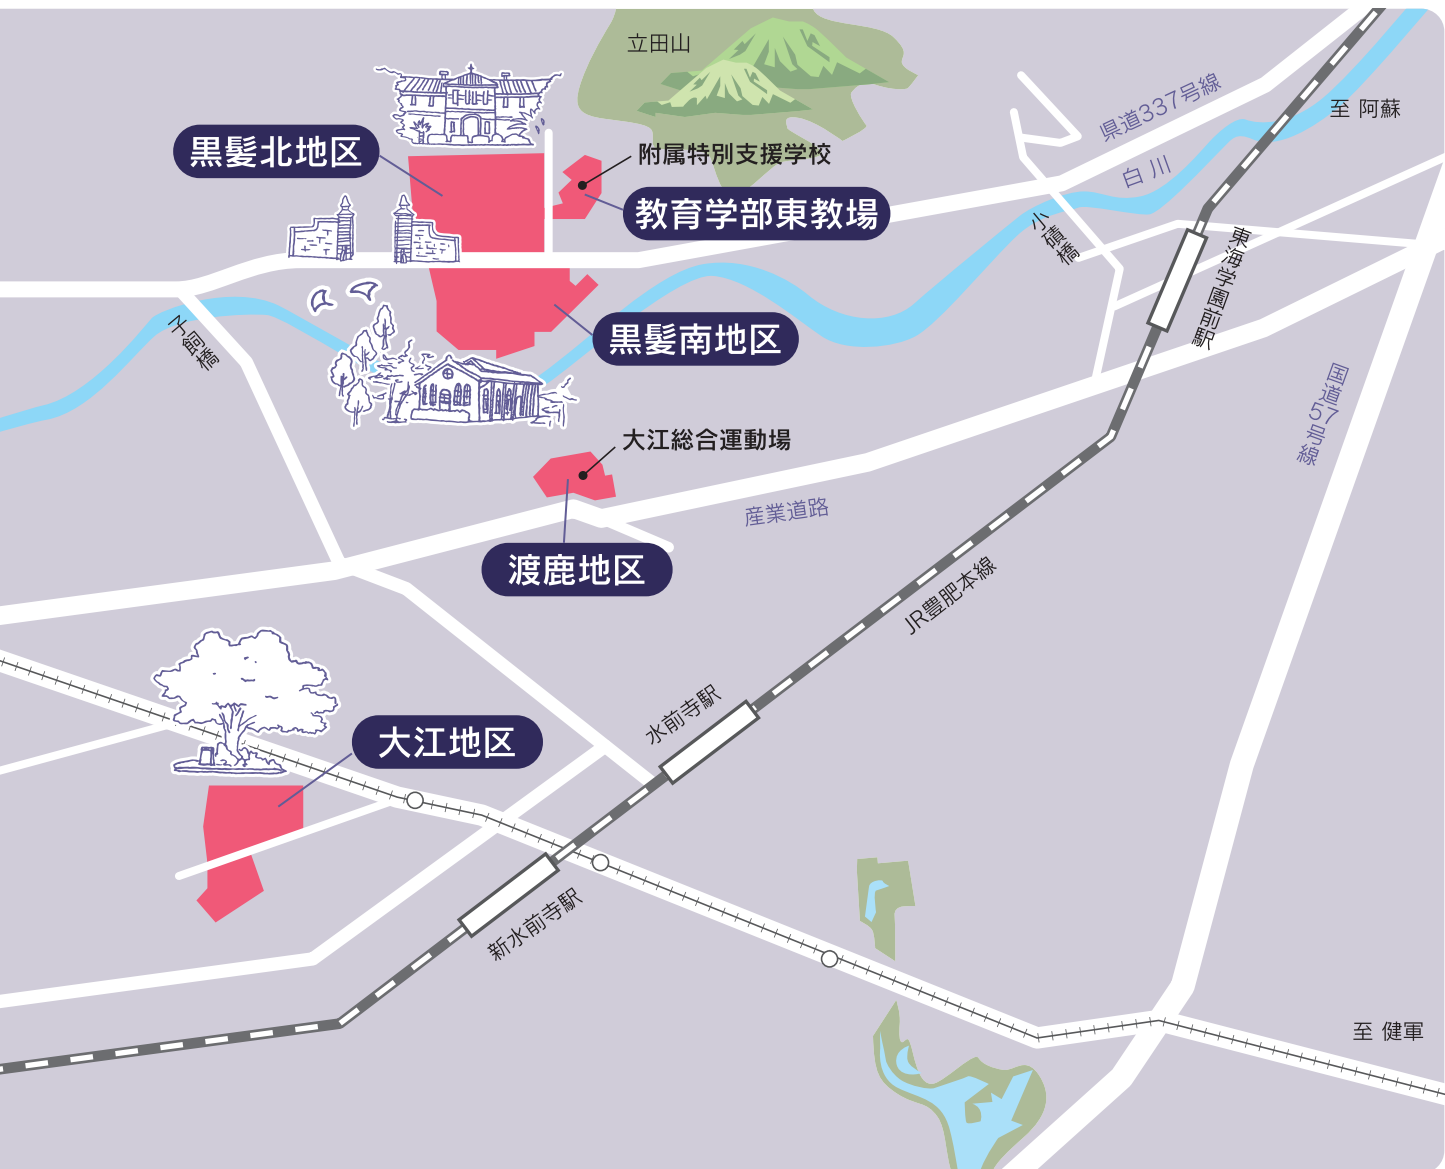 立田山
県道337号線
至 阿蘇
黒髪北地区
附属特別支援学校
白川
教育学部東教場
小磧橋
東海学園前駅
子飼橋
黒髪南地区
国道57号線
大江総合運動場
産業道路
渡鹿地区
JR豊肥本線
水前寺駅
大江地区
新水前寺駅
至 健軍